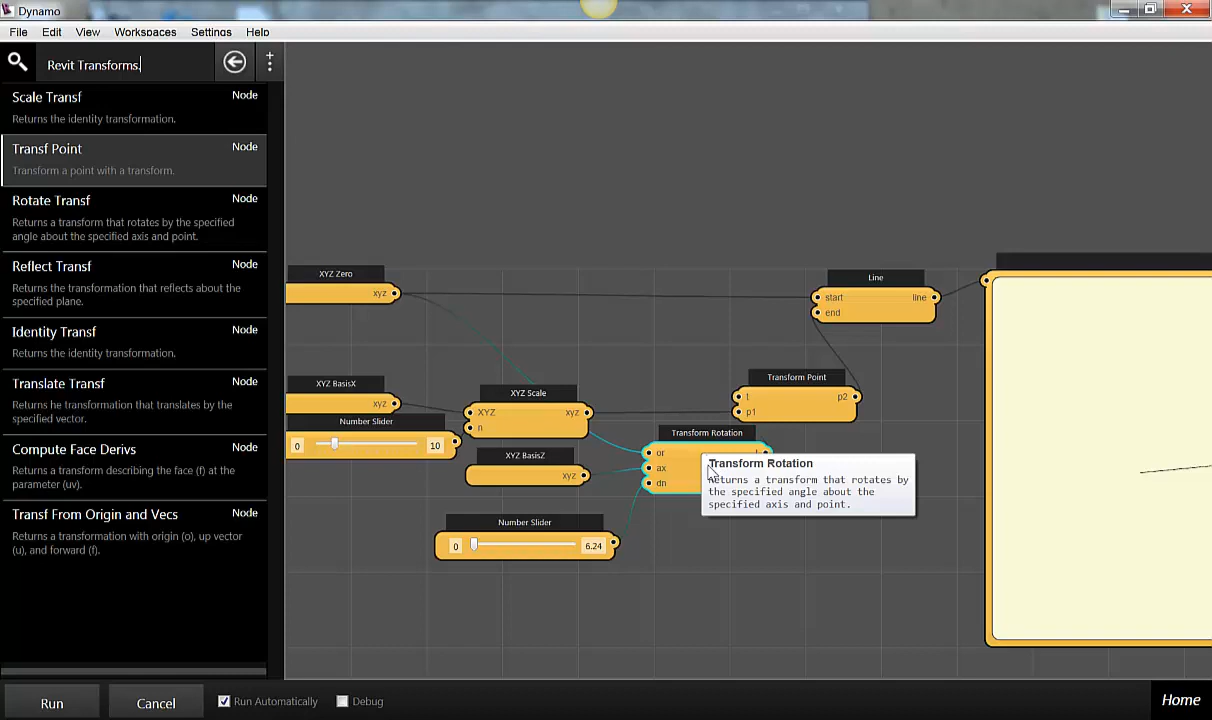 Dynamo
File Edit View Workspaces Settings Help
Revit Transforms.
Scale Transf Node
Returns the identity transformation.
Transf Point Node
Transform a point with a transform.
Rotate Transf Node
Returns a transform that rotates by the specified
angle about the specified axis and point.
Reflect Transf Node
Returns the transformation that reflects about the
specified plane.
Identity Transf Node
Returns the identity transformation.
Translate Transf Node
Returns he transformation that translates by the
specified vector.
Compute Face Derivs Node
Returns a transform describing the face (f) at the
parameter (uv).
Transf From Origin and Vecs Node
Returns a transformation with origin (o), up vector
(u), and forward (f).
XYZ Zero
xyz
Line
start line
end
XYZ BasisX
xyz
Number Slider
0 10
XYZ Scale
XYZ xyz
n
Transform Point
t p2
p1
XYZ BasisZ
xyz
Transform Rotation
or
ax
dn
Transform Rotation
Returns a transform that rotates by
the specified angle about the
specified axis and point.
Number Slider
0 6.24
Run Cancel Run Automatically Debug Home